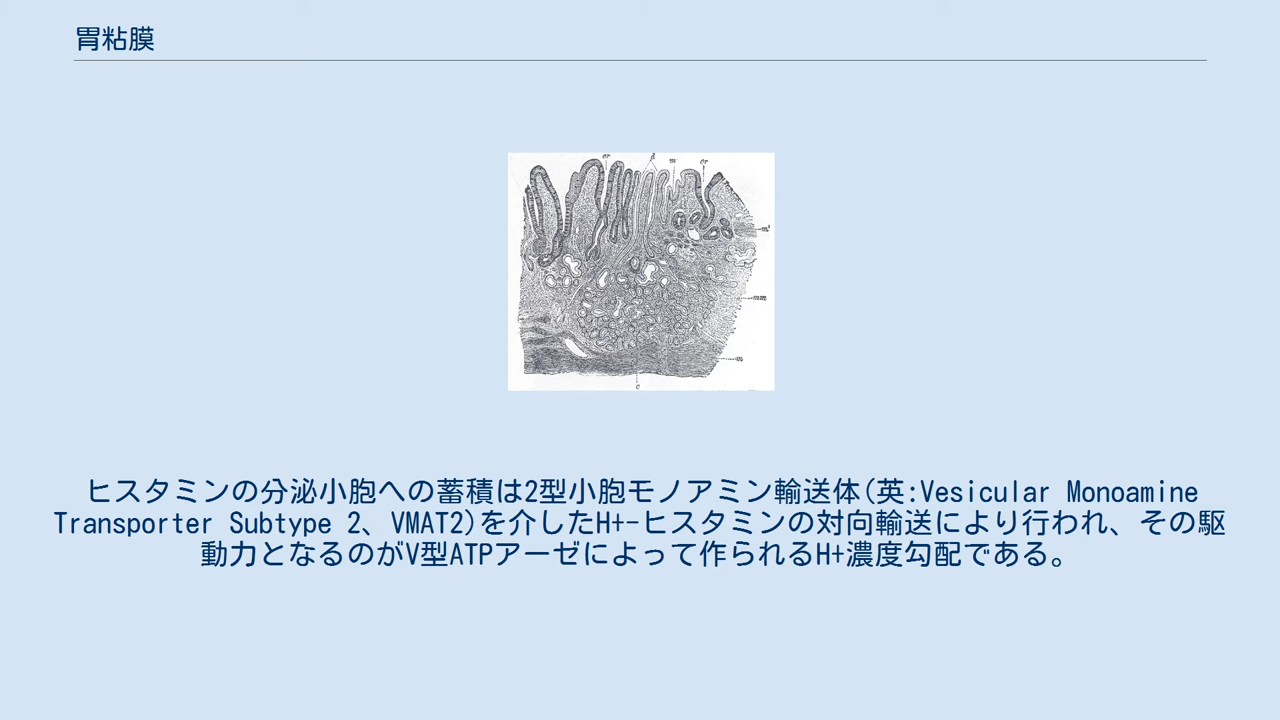 胃粘膜
cr
m
cr
mm
c
ヒスタミンの分泌小胞への蓄積は2型小胞モノアミン輸送体(英:Vesicular Monoamine
Transporter Subtype 2、VMAT2)を介したH+-ヒスタミンの対向輸送により行われ、その駆
動力となるのがV型ATPアーゼによって作られるH+濃度勾配である。